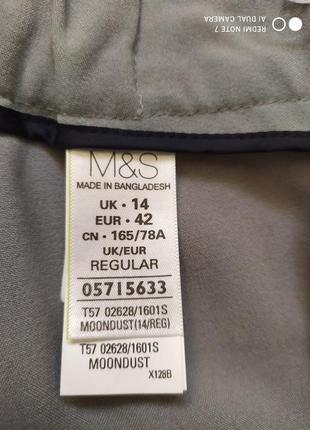 REDMI NOTE 7
AI DUAL CAMERA
M&S
MADE IN BANGLADESH
UK • 14
EUR • 42
CN • 165/78A
UK/EUR
REGULAR
05715633
T57 02628/1601S
MOONDUST(14/REG)
T57 02628/1601S
MOONDUST
X128B